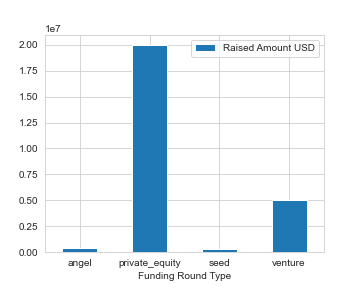 1e7
Raised Amount USD
2.00
1.75
1.50
1.25
1.00
0.75
0.50
0.25
0.00
angel private_equity seed venture
Funding Round Type